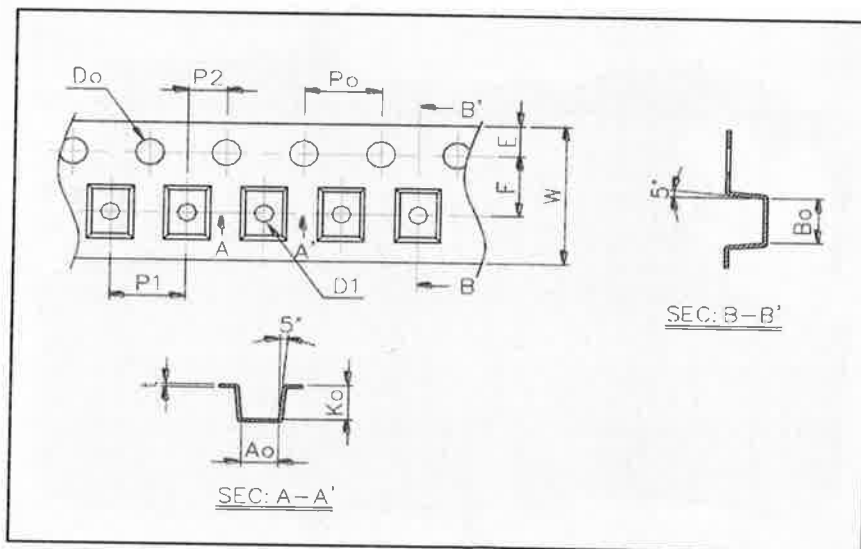 Do
P2
Po
B'
E
F
W
A
A'
P1
D1
B
5°
Bo
SEC: B-B'
5°
t
Ko
Ao
SEC: A-A'